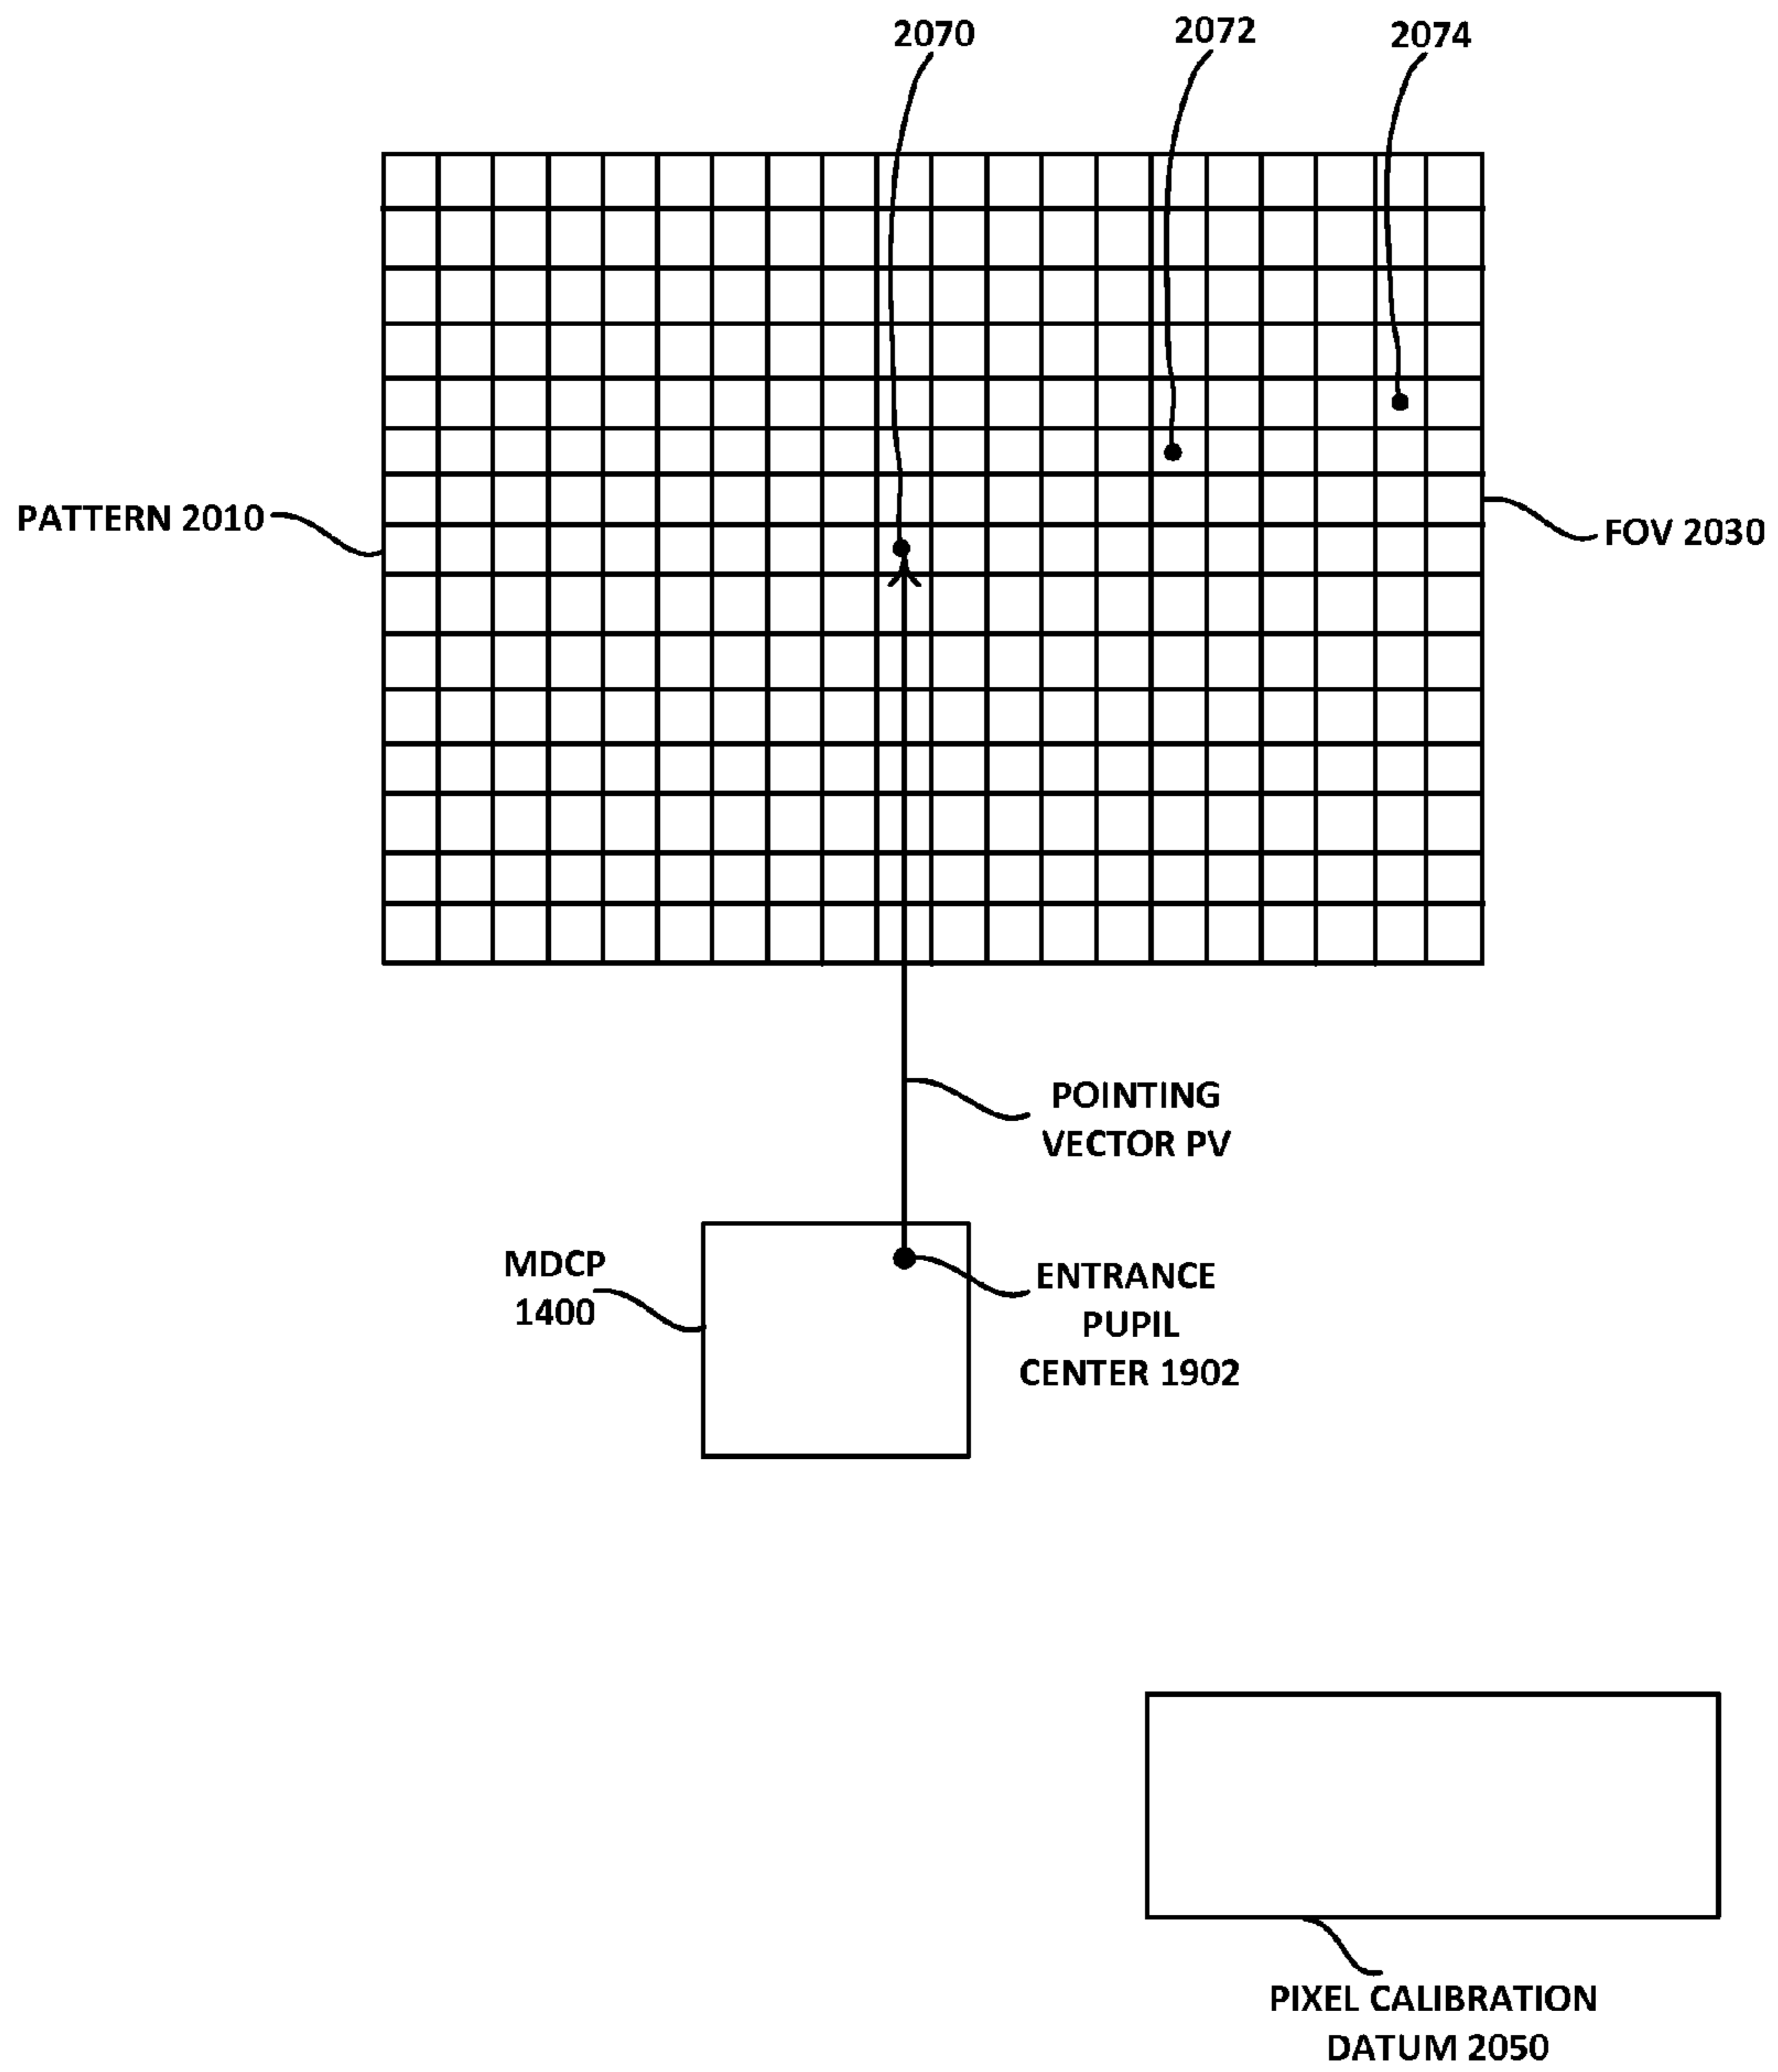 2070
2072
2074
PATTERN 2010
FOV 2030
POINTING
VECTOR PV
MDCP
1400
ENTRANCE
PUPIL
CENTER 1902
PIXEL CALIBRATION
DATUM 2050